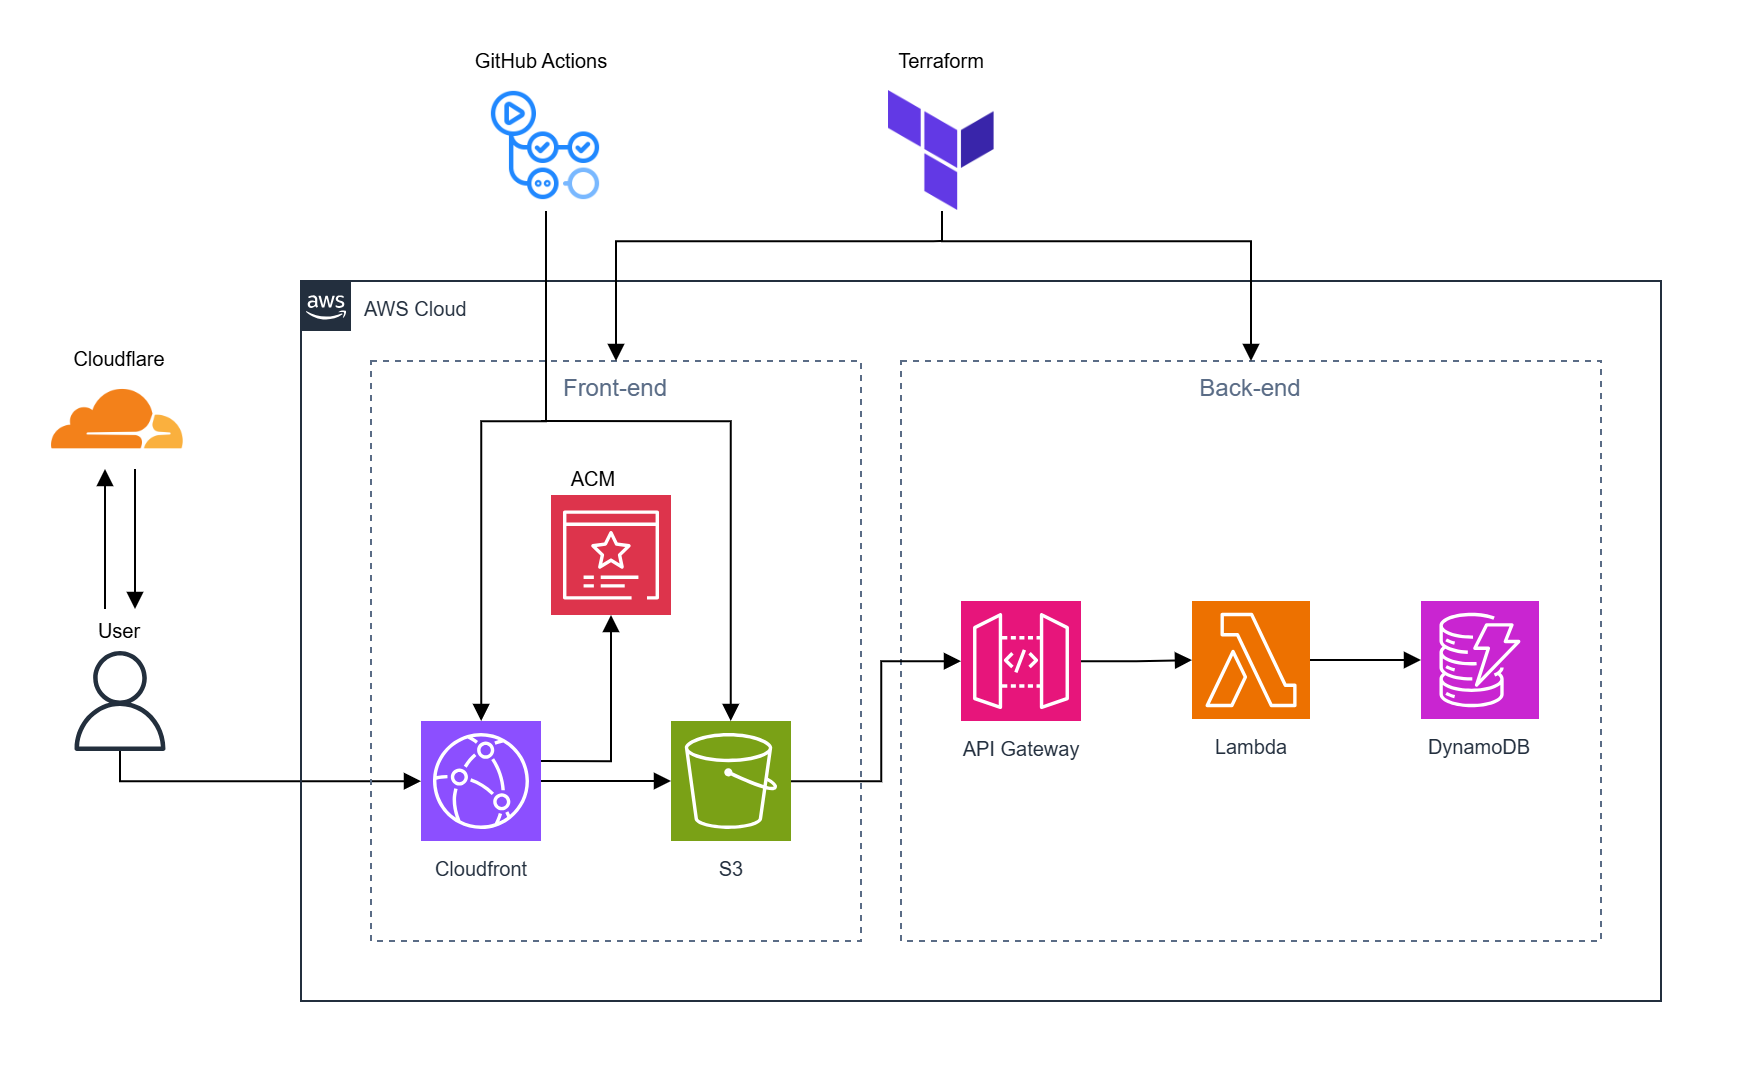 GitHub Actions
Terraform
aws
AWS Cloud
Cloudflare
Front-end
Back-end
ACM
User
</>
API Gateway
Lambda
DynamoDB
Cloudfront
S3